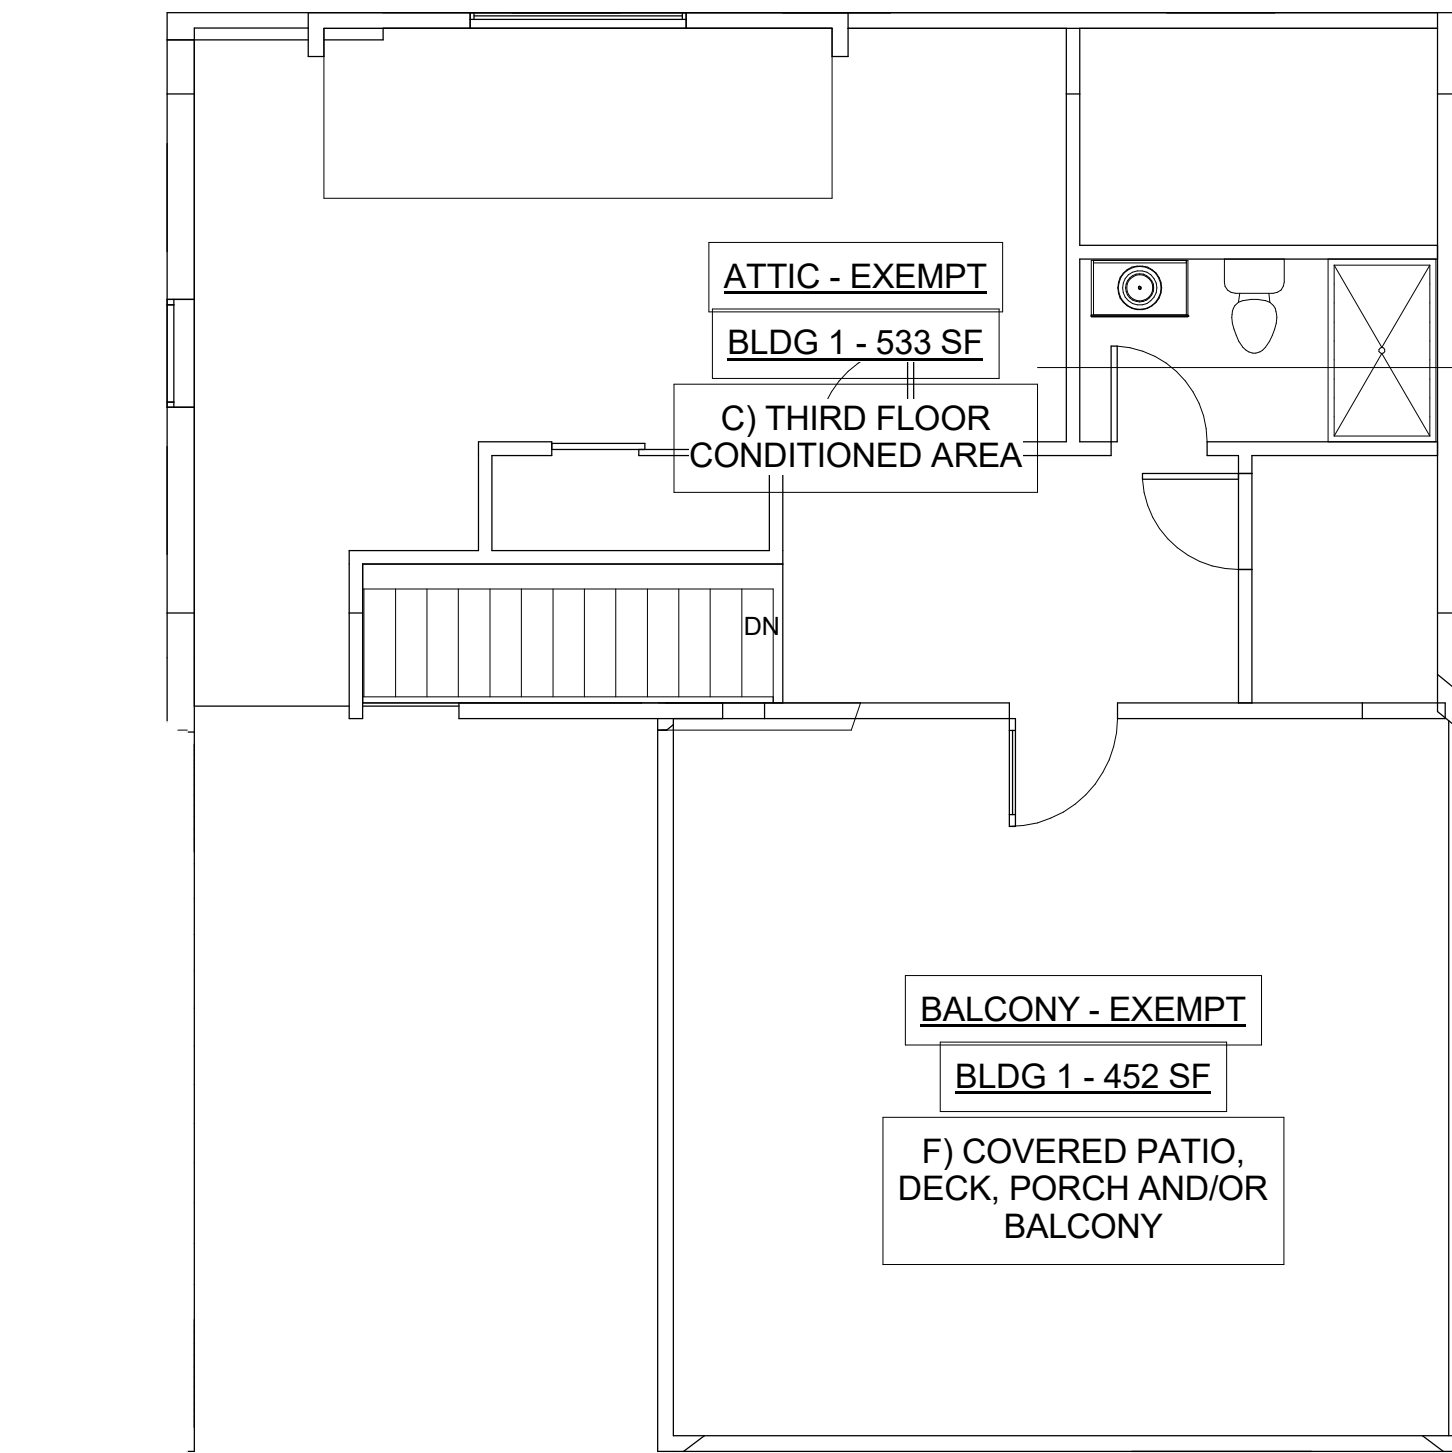 ATTIC - EXEMPT
BLDG 1 - 533 SF
C) THIRD FLOOR
CONDITIONED AREA
DN
BALCONY - EXEMPT
BLDG 1 - 452 SF
F) COVERED PATIO,
DECK, PORCH AND/OR
BALCONY